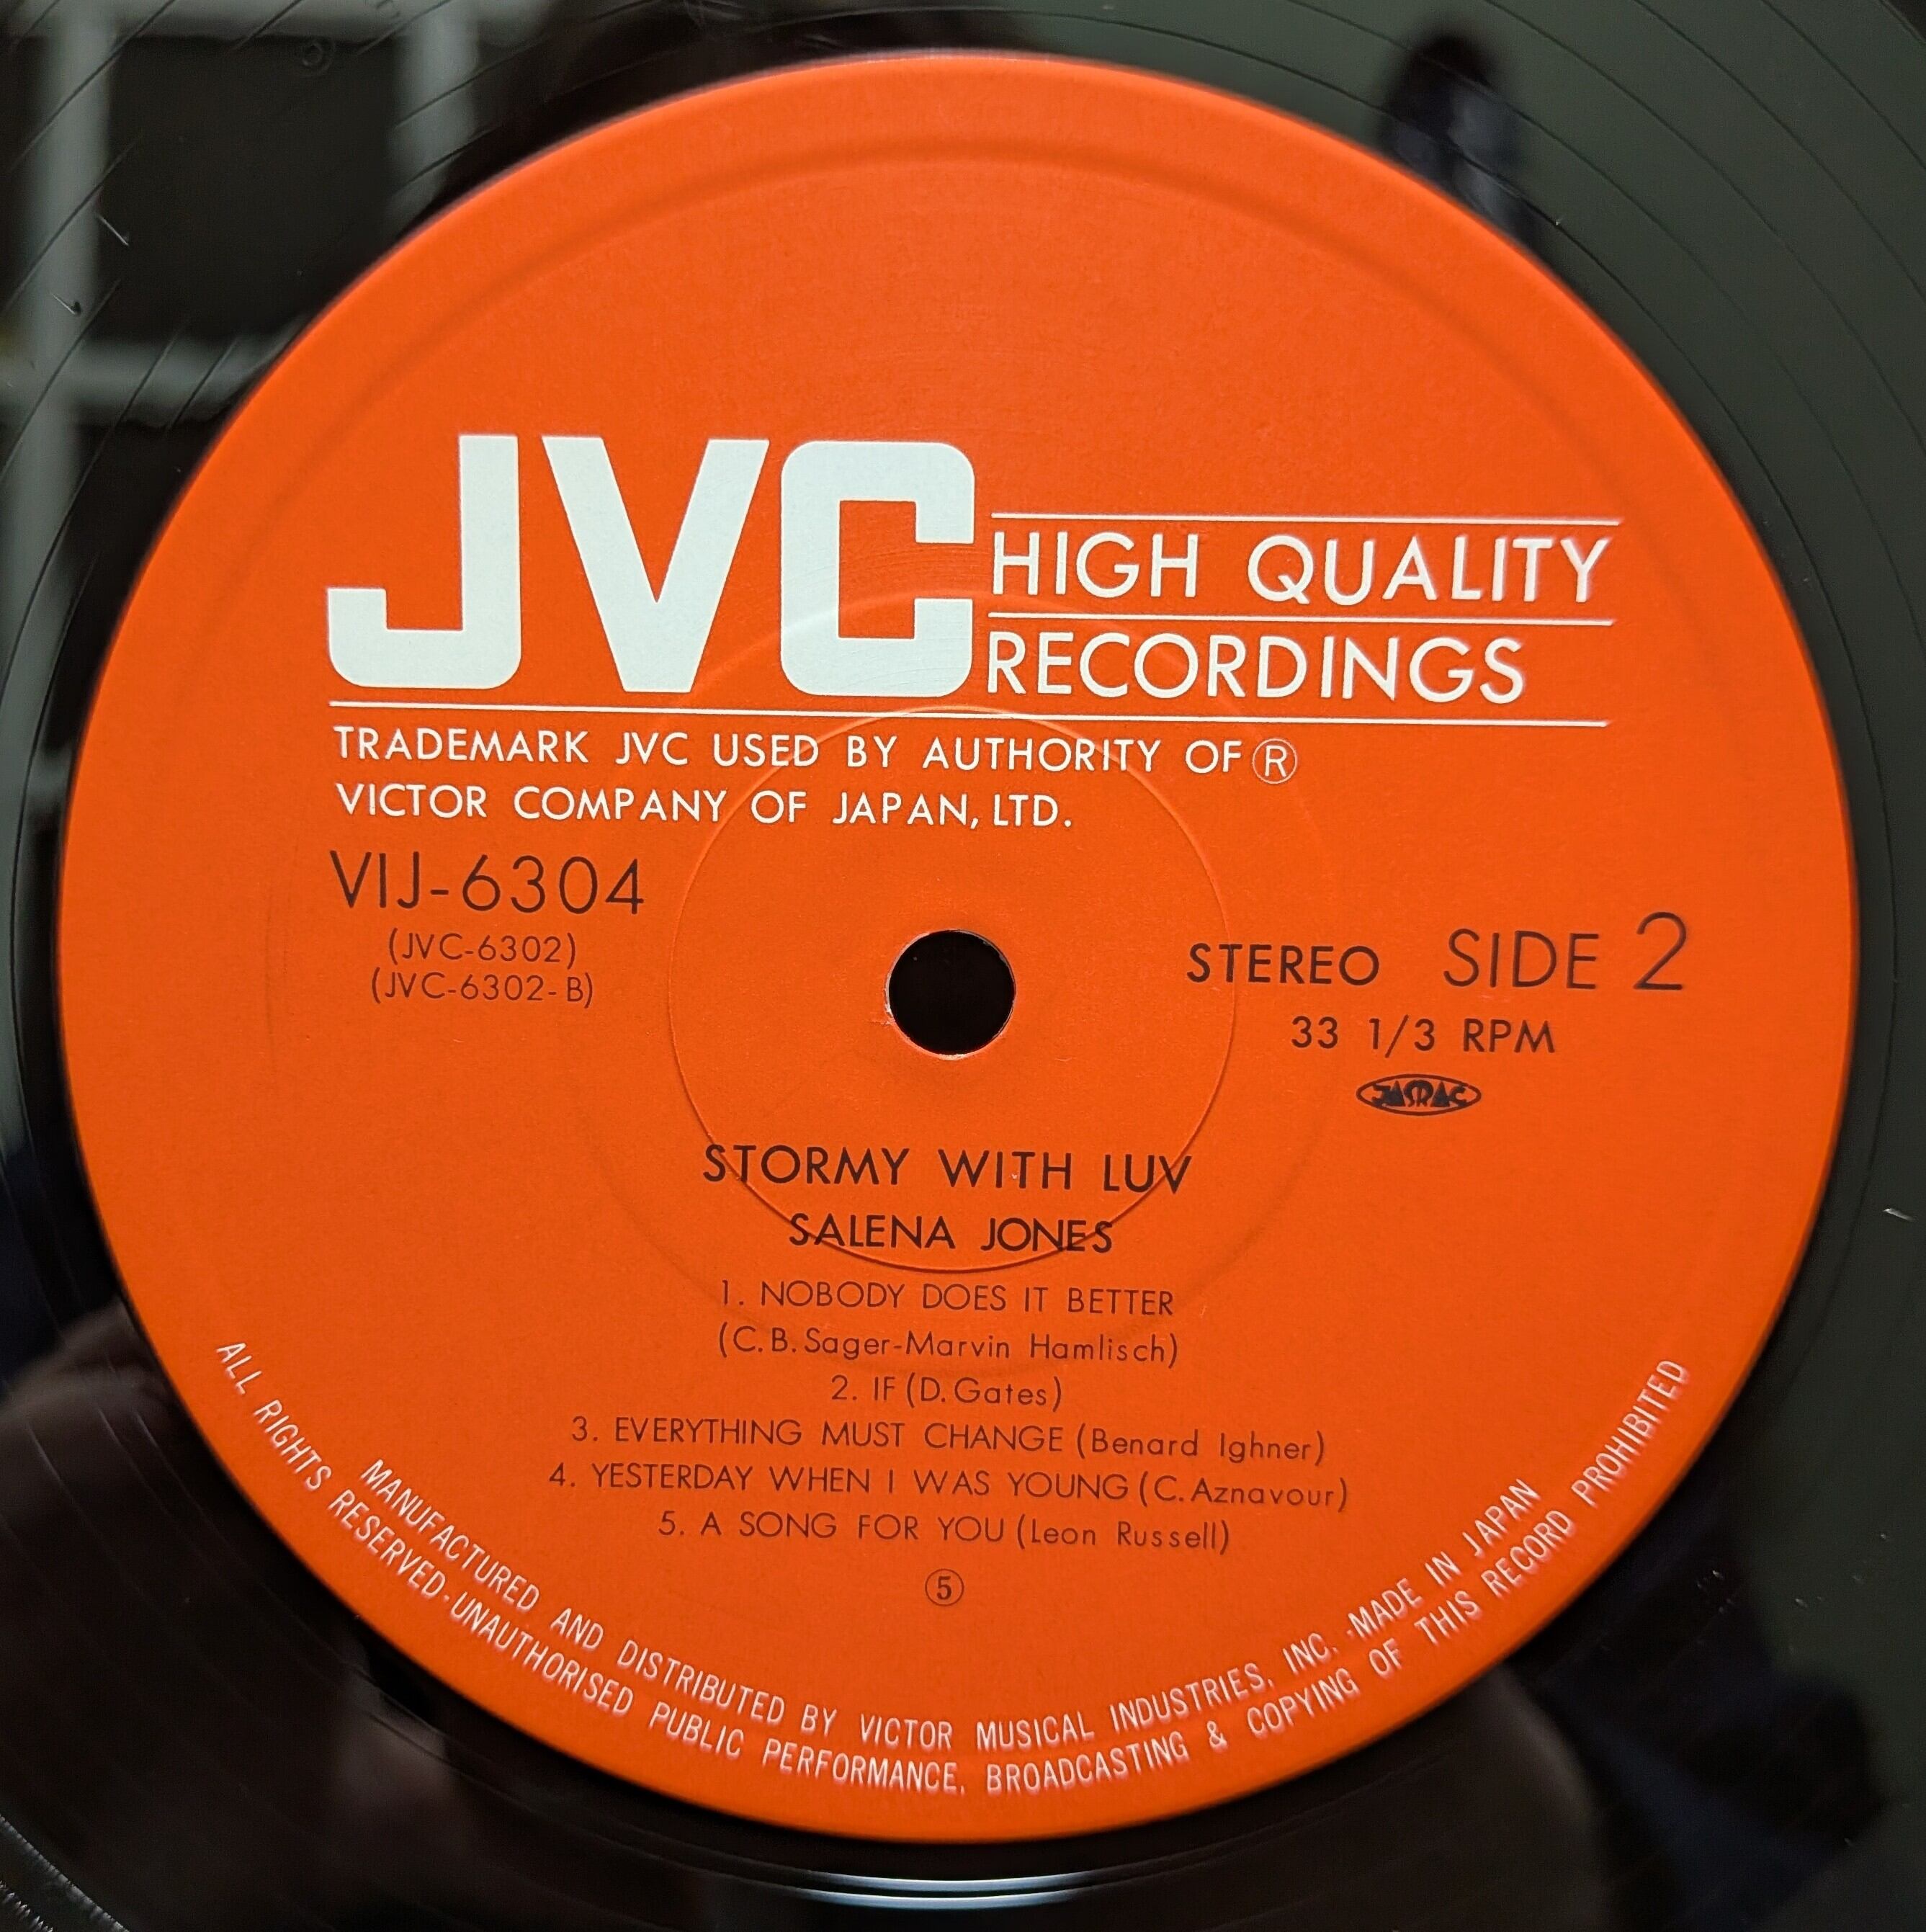 JVC
HIGH QUALITY
RECORDINGS
TRADEMARK JVC USED BY AUTHORITY OF ®
VICTOR COMPANY OF JAPAN, LTD.
VIJ-6304
(JVC-6302)
(JVC-6302-B)
STEREO SIDE 2
33 1/3 RPM
JASRAC
STORMY WITH LUV
SALENA JONES
1. NOBODY DOES IT BETTER
(C.B.Sager-Marvin Hamlisch)
2. IF (D.Gates)
3. EVERYTHING MUST CHANGE (Benard Ighner)
4. YESTERDAY WHEN I WAS YOUNG (C.Aznavour)
5. A SONG FOR YOU (Leon Russell)
⑤
MANUFACTURED AND DISTRIBUTED BY VICTOR MUSICAL INDUSTRIES, INC. ·MADE IN JAPAN
ALL RIGHTS RESERVED·UNAUTHORISED PUBLIC PERFORMANCE, BROADCASTING & COPYING OF THIS RECORD PROHIBITED